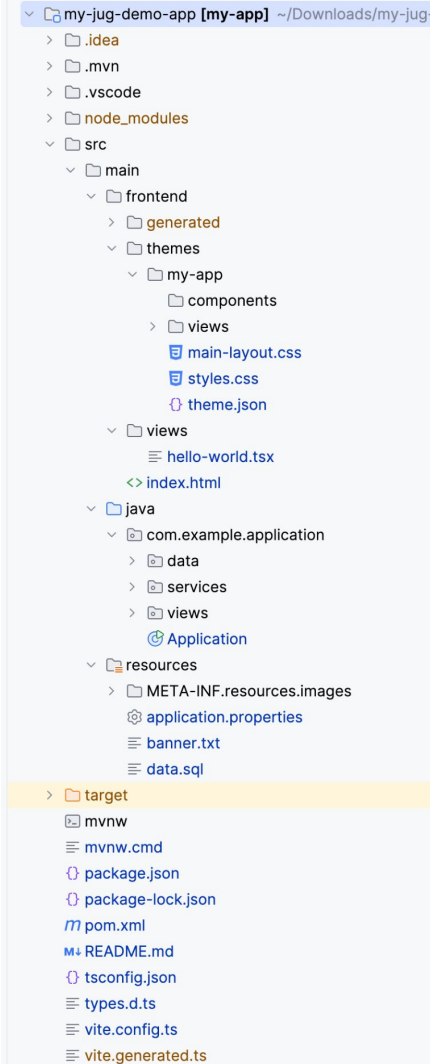 my-jug-demo-app [my-app] ~/Downloads/my-jug-
.idea
.mvn
.vscode
node_modules
src
main
frontend
generated
themes
my-app
components
views
main-layout.css
styles.css
{} theme.json
views
hello-world.tsx
<> index.html
java
com.example.application
data
services
views
Application
resources
META-INF.resources.images
application.properties
banner.txt
data.sql
target
mvnw
mvnw.cmd
{} package.json
{} package-lock.json
m pom.xml
M↓ README.md
{} tsconfig.json
types.d.ts
vite.config.ts
vite.generated.ts